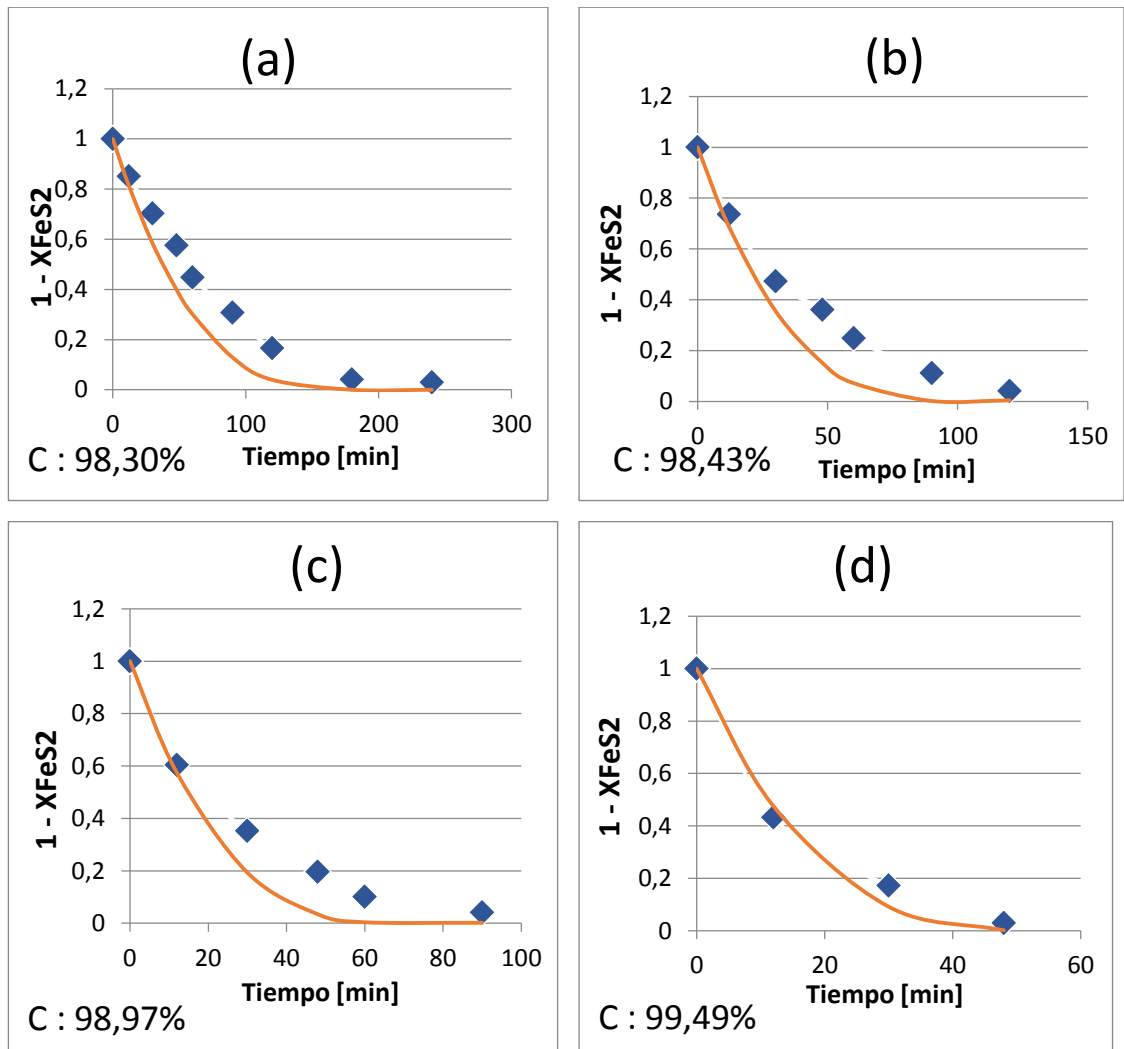 (a)
1,2
1
0,8
0,6
0,4
0,2
0
0 100 200 300
1 - XFeS2
Tiempo [min]
C : 98,30%
(b)
1,2
1
0,8
0,6
0,4
0,2
0
0 50 100 150
1 - XFeS2
Tiempo [min]
C : 98,43%
(c)
1,2
1
0,8
0,6
0,4
0,2
0
0 20 40 60 80 100
1 - XFeS2
Tiempo [min]
C : 98,97%
(d)
1,2
1
0,8
0,6
0,4
0,2
0
0 20 40 60
1 - XFeS2
Tiempo [min]
C : 99,49%